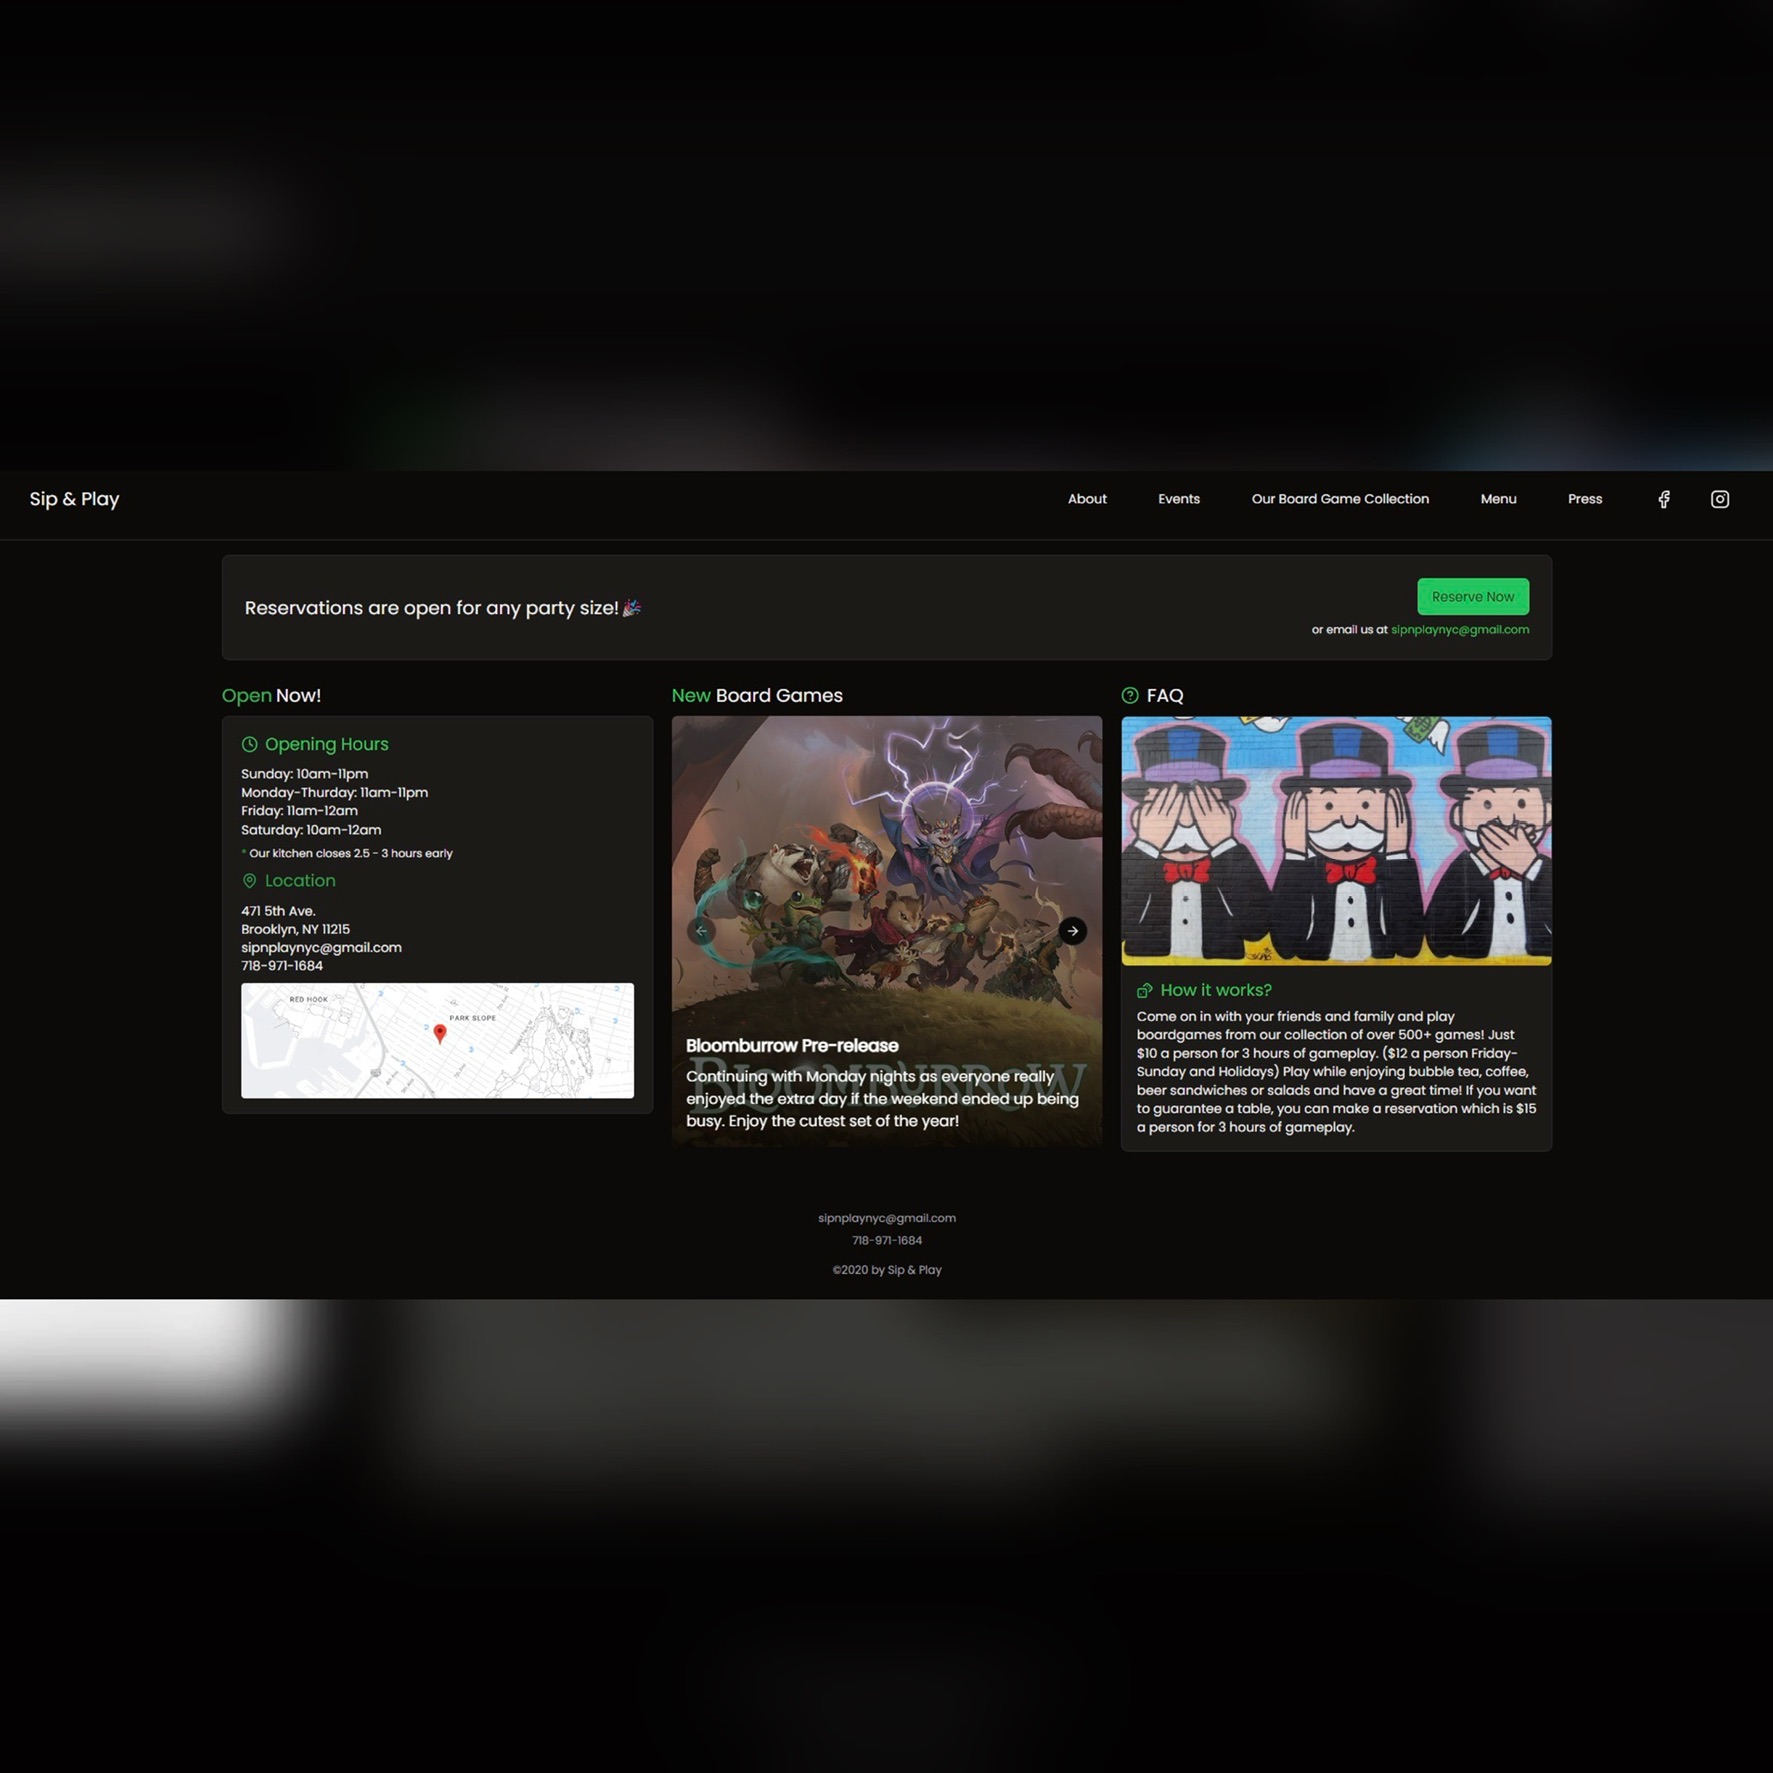 Sip & Play
About
Events
Our Board Game Collection
Menu
Press
Reservations are open for any party size!
Reserve Now
or email us at sipnplaynyc@gmail.com
Open Now!
Opening Hours
Sunday: 10am-11pm
Monday-Thurday: 11am-11pm
Friday: 11am-12am
Saturday: 10am-12am
* Our kitchen closes 2.5 - 3 hours early
Location
471 5th Ave.
Brooklyn, NY 11215
sipnplaynyc@gmail.com
718-971-1684
RED HOOK
PARK SLOPE
New Board Games
Bloomburrow Pre-release
BLOOMBURROW
Continuing with Monday nights as everyone really
enjoyed the extra day if the weekend ended up being
busy. Enjoy the cutest set of the year!
FAQ
How it works?
Come on in with your friends and family and play
boardgames from our collection of over 500+ games! Just
$10 a person for 3 hours of gameplay. ($12 a person Friday-
Sunday and Holidays) Play while enjoying bubble tea, coffee,
beer sandwiches or salads and have a great time! If you want
to guarantee a table, you can make a reservation which is $15
a person for 3 hours of gameplay.
sipnplaynyc@gmail.com
718-971-1684
©2020 by Sip & Play